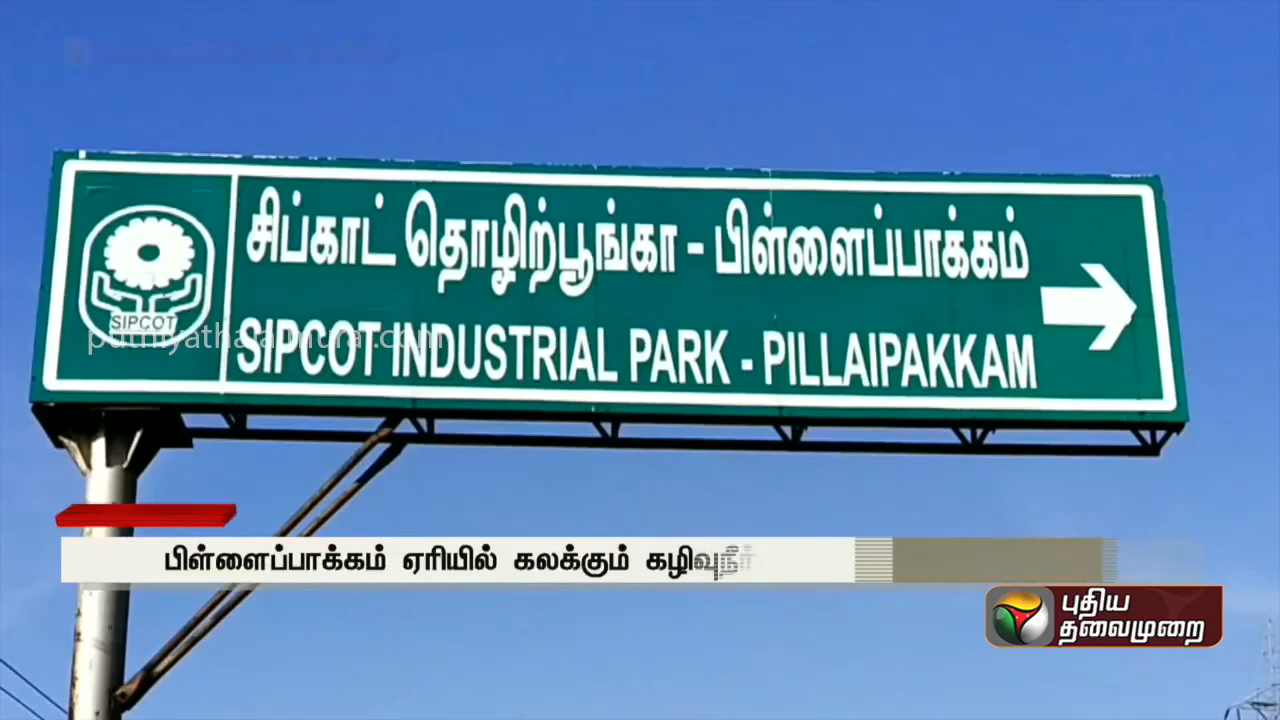 சிப்காட் தொழிற்பூங்கா - பிள்ளைப்பாக்கம்
SIPCOT
SIPCOT INDUSTRIAL PARK - PILLAIPAKKAM
puthiyathalaimurai.com
பிள்ளைப்பாக்கம் ஏரியில் கலக்கும் கழிவுநீர்
புதிய
தலைமுறை